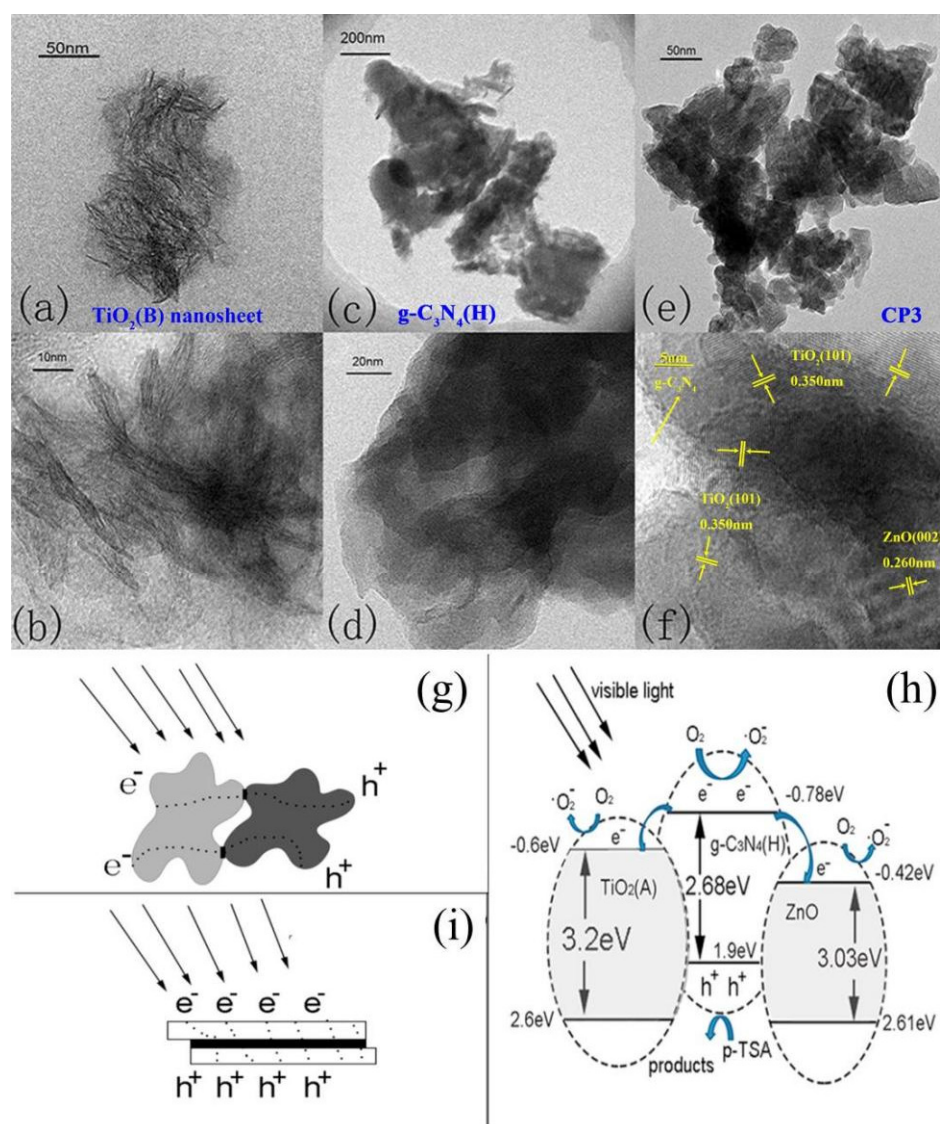 50nm
(a)
TiO₂(B) nanosheet
200nm
(c)
g-C₃N₄(H)
50nm
(e)
CP3
10nm
(b)
20nm
(d)
5nm
g-C₃N₄
TiO₂(101)
0.350nm
TiO₂(101)
0.350nm
ZnO(002)
0.260nm
(f)
(g)
e⁻
h⁺
e⁻
h⁺
(i)
e⁻ e⁻ e⁻ e⁻
h⁺ h⁺ h⁺ h⁺
(h)
visible light
O₂ ·O₂⁻
e⁻ e⁻
-0.78eV
·O₂⁻ O₂
e⁻
-0.6eV
g-C₃N₄(H)
O₂ ·O₂⁻
e⁻
-0.42eV
TiO₂(A)
2.68eV
ZnO
3.2eV
1.9eV
3.03eV
h⁺ h⁺
2.6eV
2.61eV
p-TSA
products